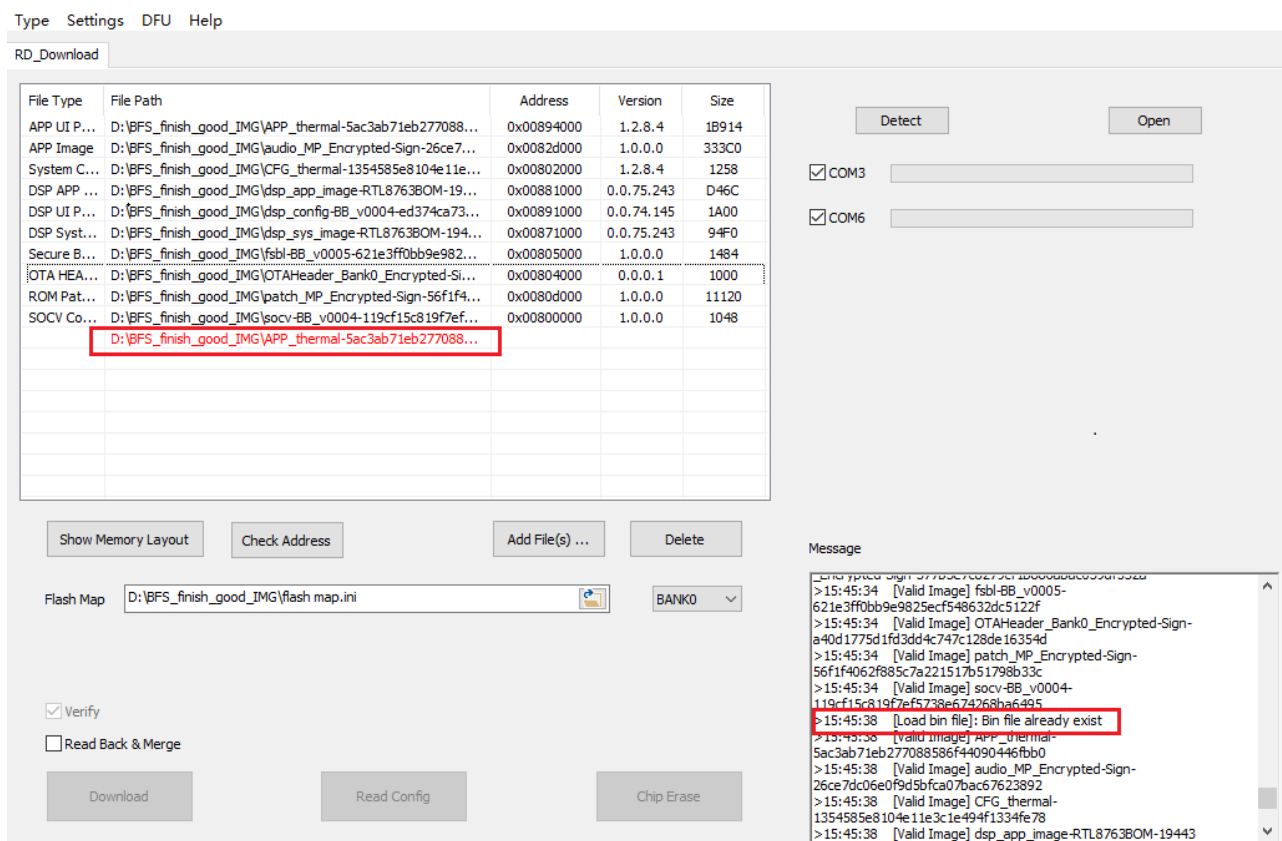 Type Settings DFU Help
RD_Download
File Type File Path Address Version Size
APP UI P... D:\BFS_finish_good_IMG\APP_thermal-5ac3ab71eb277088... 0x00894000 1.2.8.4 1B914
APP Image D:\BFS_finish_good_IMG\audio_MP_Encrypted-Sign-26ce7... 0x0082d000 1.0.0.0 333C0
System C... D:\BFS_finish_good_IMG\CFG_thermal-1354585e8104e11e... 0x00802000 1.2.8.4 1258
DSP APP ... D:\BFS_finish_good_IMG\dsp_app_image-RTL8763BOM-19... 0x00881000 0.0.75.243 D46C
DSP UI P... D:\BFS_finish_good_IMG\dsp_config-BB_v0004-ed374ca73... 0x00891000 0.0.74.145 1A00
DSP Syst... D:\BFS_finish_good_IMG\dsp_sys_image-RTL8763BOM-194... 0x00871000 0.0.75.243 94F0
Secure B... D:\BFS_finish_good_IMG\fsbl-BB_v0005-621e3ff0bb9e982... 0x00805000 1.0.0.0 1484
OTA HEA... D:\BFS_finish_good_IMG\OTAHeader_Bank0_Encrypted-Si... 0x00804000 0.0.0.1 1000
ROM Pat... D:\BFS_finish_good_IMG\patch_MP_Encrypted-Sign-56f1f4... 0x0080d000 1.0.0.0 11120
SOCV Co... D:\BFS_finish_good_IMG\socv-BB_v0004-119cf15c819f7ef... 0x00800000 1.0.0.0 1048
D:\BFS_finish_good_IMG\APP_thermal-5ac3ab71eb277088...
Detect Open
COM3
COM6
Show Memory Layout Check Address Add File(s) ... Delete
Flash Map D:\BFS_finish_good_IMG\flash map.ini BANK0
Verify
Read Back & Merge
Download Read Config Chip Erase
Message
>15:45:34 [Valid Image] fsbl-BB_v0005-
621e3ff0bb9e9825ecf548632dc5122f
>15:45:34 [Valid Image] OTAHeader_Bank0_Encrypted-Sign-
a40d1775d1fd3dd4c747c128de16354d
>15:45:34 [Valid Image] patch_MP_Encrypted-Sign-
56f1f4062f885c7a221517b51798b33c
>15:45:34 [Valid Image] socv-BB_v0004-
119cf15c819f7ef5738e674268ba6495
>15:45:38 [Load bin file]: Bin file already exist
>15:45:38 [Valid Image] APP_thermal-
5ac3ab71eb277088586f44090446fbb0
>15:45:38 [Valid Image] audio_MP_Encrypted-Sign-
26ce7dc06e0f9d5bfca07bac67623892
>15:45:38 [Valid Image] CFG_thermal-
1354585e8104e11e3c1e494f1334fe78
>15:45:38 [Valid Image] dsp_app_image-RTL8763BOM-19443